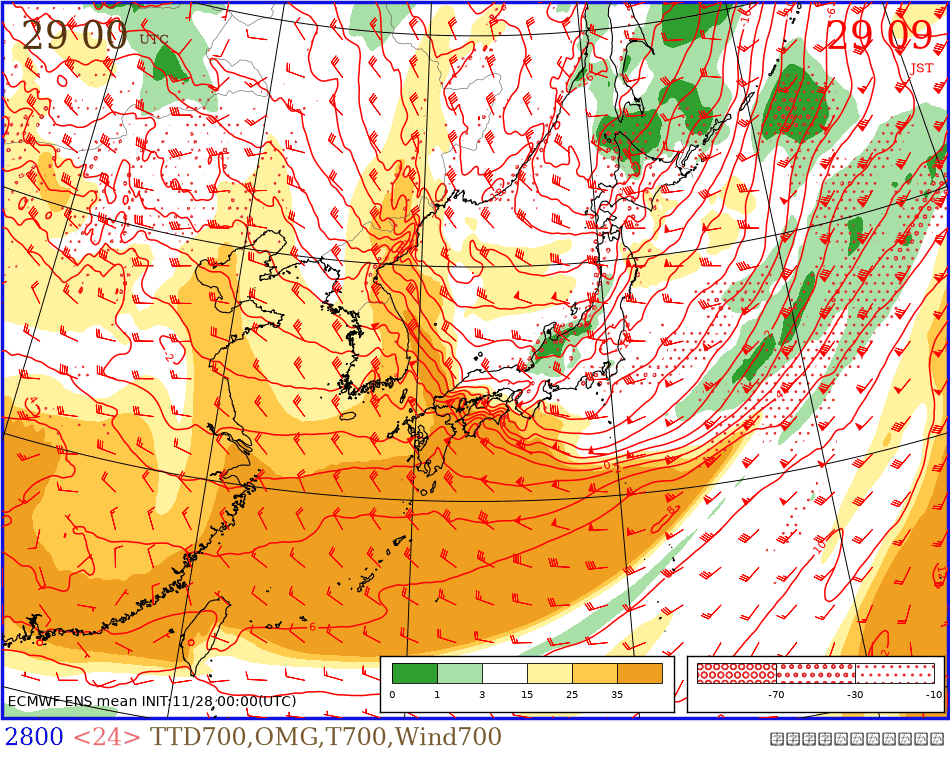 29 00 UTC
29 09
JST
6
ECMWF ENS mean INIT:11/28 00:00(UTC)
0 1 3 15 25 35
-70 -30 -10
2800 <24> TTD700,OMG,T700,Wind700